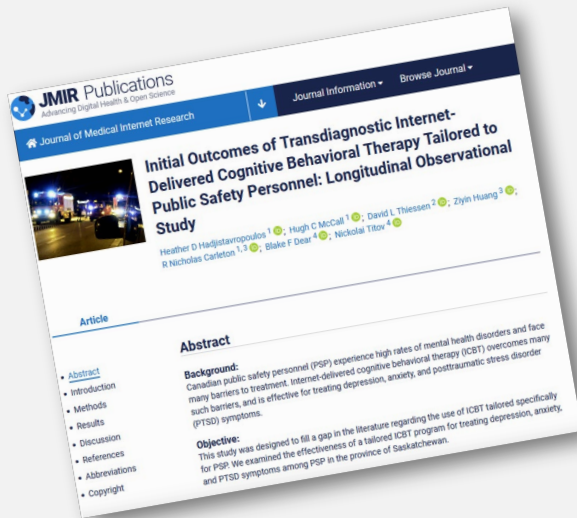 JMIR Publications
Advancing Digital Health & Open Science
Journal of Medical Internet Research
Journal Information
Browse Journal
Initial Outcomes of Transdiagnostic Internet-
Delivered Cognitive Behavioral Therapy Tailored to
Public Safety Personnel: Longitudinal Observational
Study
Heather D Hadjistavropoulos 1 ; Hugh C McCall 1 ; David L Thiessen 2 ; Ziyin Huang 3 ;
R Nicholas Carleton 1, 3 ; Blake F Dear 4 ; Nickolai Titov 4
Article
Abstract
Introduction
Methods
Results
Discussion
References
Abbreviations
Copyright
Abstract
Background:
Canadian public safety personnel (PSP) experience high rates of mental health disorders and face
many barriers to treatment. Internet-delivered cognitive behavioral therapy (ICBT) overcomes many
such barriers, and is effective for treating depression, anxiety, and posttraumatic stress disorder
(PTSD) symptoms.
Objective:
This study was designed to fill a gap in the literature regarding the use of ICBT tailored specifically
for PSP. We examined the effectiveness of a tailored ICBT program for treating depression, anxiety,
and PTSD symptoms among PSP in the province of Saskatchewan.